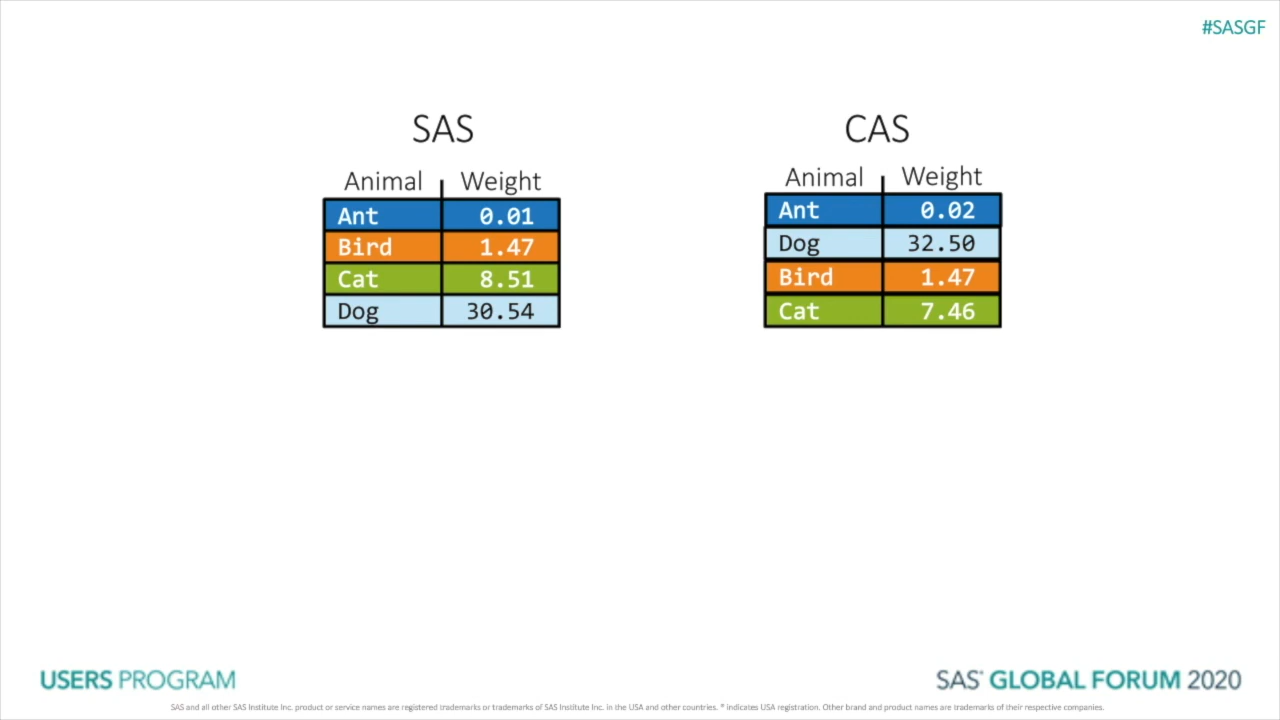 #SASGF
SAS
Animal Weight
Ant 0.01
Bird 1.47
Cat 8.51
Dog 30.54
CAS
Animal Weight
Ant 0.02
Dog 32.50
Bird 1.47
Cat 7.46
USERS PROGRAM
SAS® GLOBAL FORUM 2020
SAS and all other SAS Institute Inc. product or service names are registered trademarks or trademarks of SAS Institute Inc. in the USA and other countries. ® indicates USA registration. Other brand and product names are trademarks of their respective companies.